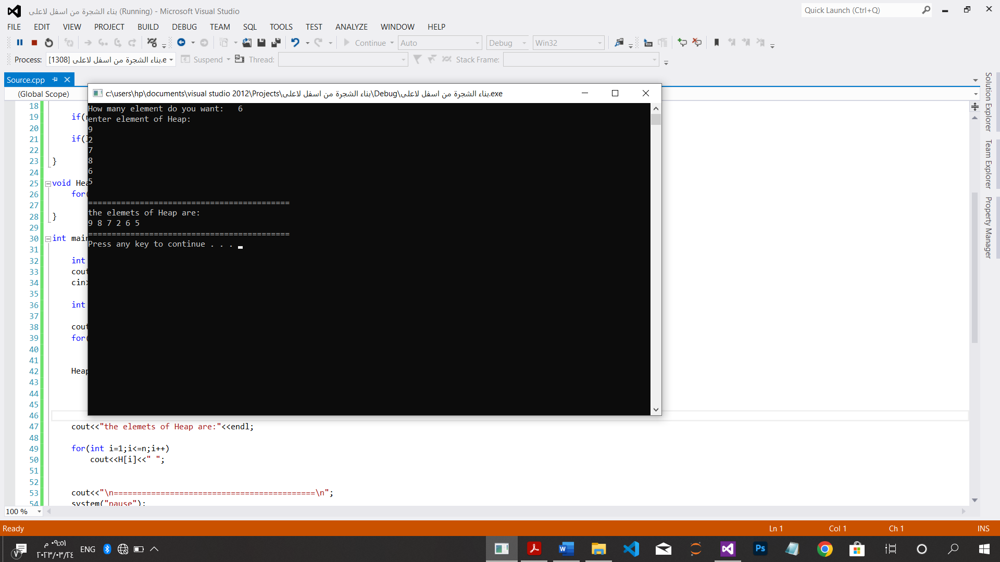 بناء الشجرة من اسفل لاعلى (Running) - Microsoft Visual Studio
Quick Launch (Ctrl+Q)
FILE EDIT VIEW PROJECT BUILD DEBUG TEAM SQL TOOLS TEST ANALYZE WINDOW HELP
Continue Auto Debug Win32
Process: [1308] بناء الشجرة من اسفل لاعلى.e Suspend Thread: Stack Frame:
Source.cpp
(Global Scope)
c:\users\hp\documents\visual studio 2012\Projects\بناء الشجرة من اسفل لاعلى\Debug\بناء الشجرة من اسفل لاعلى.exe
How many element do you want:   6
enter element of Heap:
9
2
7
8
6
5
===========================================
the elemets of Heap are:
9 8 7 2 6 5
===========================================
Press any key to continue . . .
18
19 if(
20
21 if(
22
23 }
24
25 void Hea
26 for(
27
28 }
29
30 int main
31
32 int
33 cout
34 cin>
35
36 int
37
38 cout
39 for(
40
41
42 Heap
43
44
45
46
47 cout<<"the elemets of Heap are:"<<endl;
48
49 for(int i=1;i<=n;i++)
50 cout<<H[i]<<" ";
51
52
53 cout<<"\n===========================================\n";
54 system("pause");
100 %
Solution Explorer
Team Explorer
Property Manager
Ready Ln 1 Col 1 Ch 1 INS
٠٩:٥١ م
٢٠٢٣/٠٣/٢٤
ENG
٧
Ps